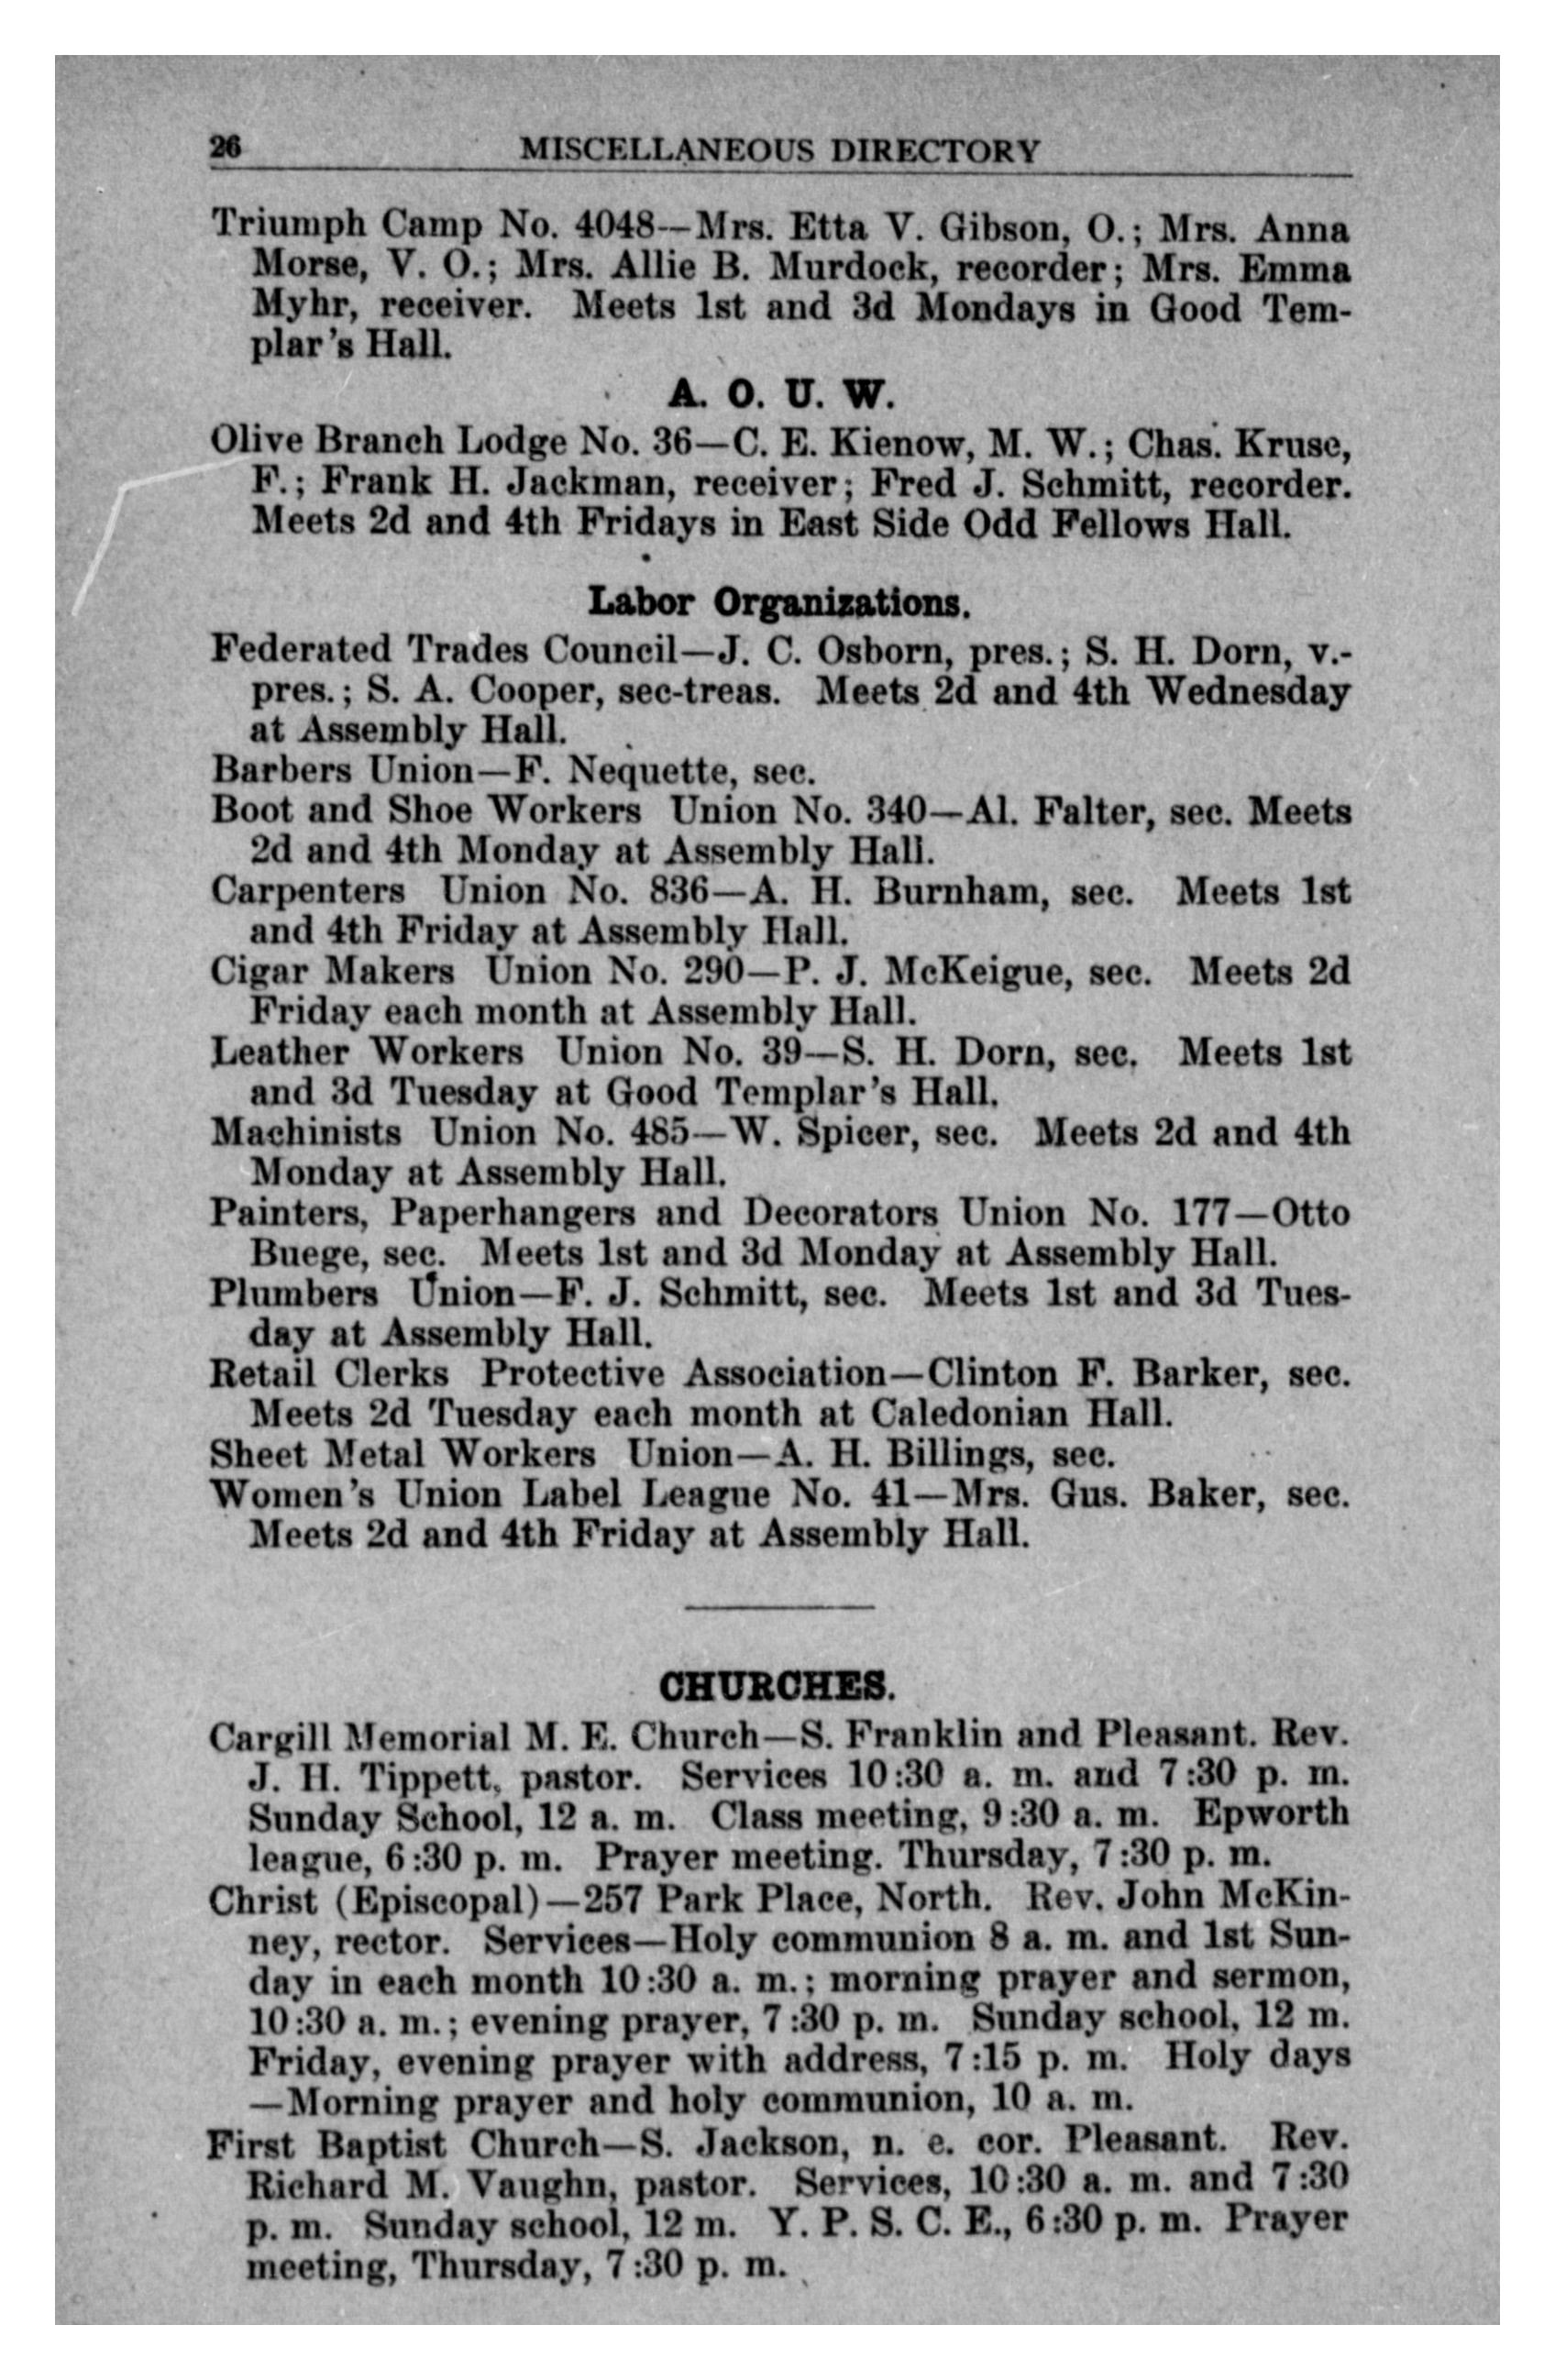 26 MISCELLANEOUS DIRECTORY
Triumph Camp No. 4048—Mrs. Etta V. Gibson, O.; Mrs. Anna
Morse, V. O.; Mrs. Allie B. Murdock, recorder; Mrs. Emma
Myhr, receiver. Meets 1st and 3d Mondays in Good Tem-
plar's Hall.
A. O. U. W.
Olive Branch Lodge No. 36—C. E. Kienow, M. W.; Chas. Kruse,
F.; Frank H. Jackman, receiver; Fred J. Schmitt, recorder.
Meets 2d and 4th Fridays in East Side Odd Fellows Hall.
Labor Organizations.
Federated Trades Council—J. C. Osborn, pres.; S. H. Dorn, v.-
pres.; S. A. Cooper, sec-treas. Meets 2d and 4th Wednesday
at Assembly Hall.
Barbers Union—F. Nequette, sec.
Boot and Shoe Workers Union No. 340—Al. Falter, sec. Meets
2d and 4th Monday at Assembly Hall.
Carpenters Union No. 836—A. H. Burnham, sec. Meets 1st
and 4th Friday at Assembly Hall.
Cigar Makers Union No. 290—P. J. McKeigue, sec. Meets 2d
Friday each month at Assembly Hall.
Leather Workers Union No. 39—S. H. Dorn, sec. Meets 1st
and 3d Tuesday at Good Templar's Hall.
Machinists Union No. 485—W. Spicer, sec. Meets 2d and 4th
Monday at Assembly Hall.
Painters, Paperhangers and Decorators Union No. 177—Otto
Buege, sec. Meets 1st and 3d Monday at Assembly Hall.
Plumbers Union—F. J. Schmitt, sec. Meets 1st and 3d Tues-
day at Assembly Hall.
Retail Clerks Protective Association—Clinton F. Barker, sec.
Meets 2d Tuesday each month at Caledonian Hall.
Sheet Metal Workers Union—A. H. Billings, sec.
Women's Union Label League No. 41—Mrs. Gus. Baker, sec.
Meets 2d and 4th Friday at Assembly Hall.
CHURCHES.
Cargill Memorial M. E. Church—S. Franklin and Pleasant. Rev.
J. H. Tippett, pastor. Services 10:30 a. m. and 7:30 p. m.
Sunday School, 12 a. m. Class meeting, 9:30 a. m. Epworth
league, 6:30 p. m. Prayer meeting. Thursday, 7:30 p. m.
Christ (Episcopal)—257 Park Place, North. Rev. John McKin-
ney, rector. Services—Holy communion 8 a. m. and 1st Sun-
day in each month 10:30 a. m.; morning prayer and sermon,
10:30 a. m.; evening prayer, 7:30 p. m. Sunday school, 12 m.
Friday, evening prayer with address, 7:15 p. m. Holy days
—Morning prayer and holy communion, 10 a. m.
First Baptist Church—S. Jackson, n. e. cor. Pleasant. Rev.
Richard M. Vaughn, pastor. Services, 10:30 a. m. and 7:30
p. m. Sunday school, 12 m. Y. P. S. C. E., 6:30 p. m. Prayer
meeting, Thursday, 7:30 p. m.